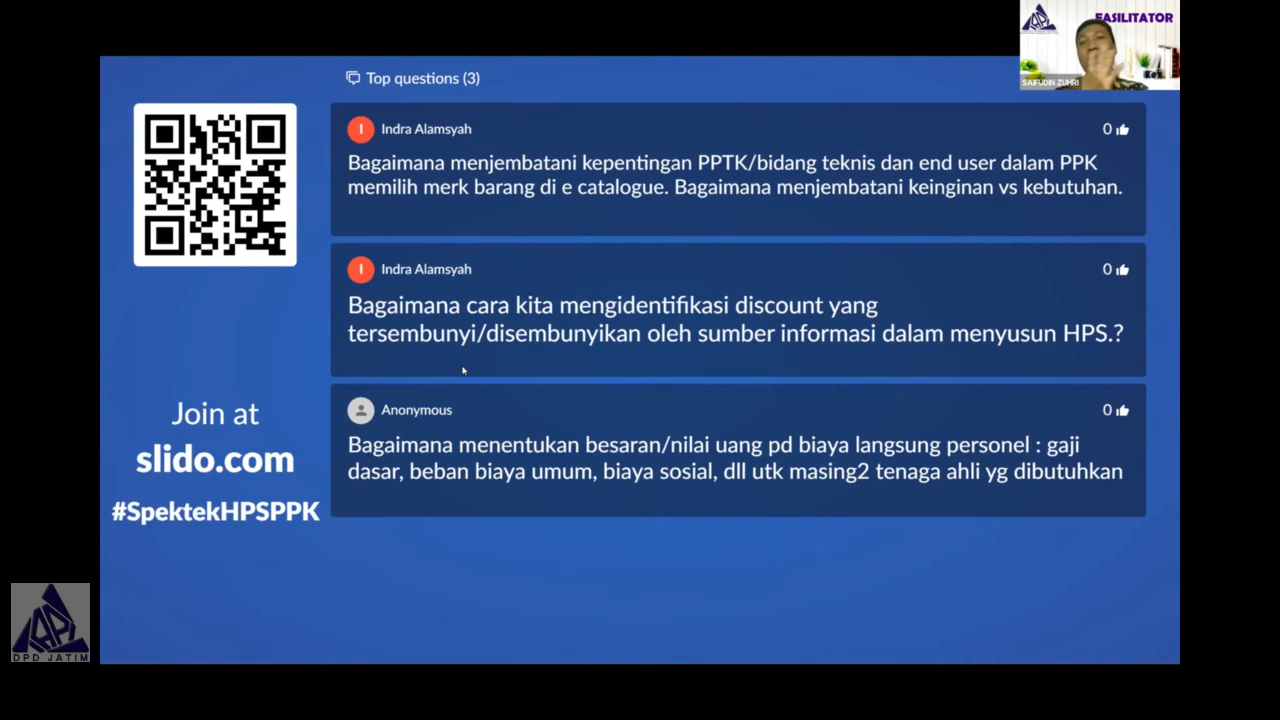 FASILITATOR
SAIFUDIN ZUHRI
Top questions (3)
I Indra Alamsyah 0
Bagaimana menjembatani kepentingan PPTK/bidang teknis dan end user dalam PPK
memilih merk barang di e catalogue. Bagaimana menjembatani keinginan vs kebutuhan.
I Indra Alamsyah 0
Bagaimana cara kita mengidentifikasi discount yang
tersembunyi/disembunyikan oleh sumber informasi dalam menyusun HPS.?
Anonymous 0
Bagaimana menentukan besaran/nilai uang pd biaya langsung personel : gaji
dasar, beban biaya umum, biaya sosial, dll utk masing2 tenaga ahli yg dibutuhkan
Join at
slido.com
#SpektekHPSPPK
DPD JATIM